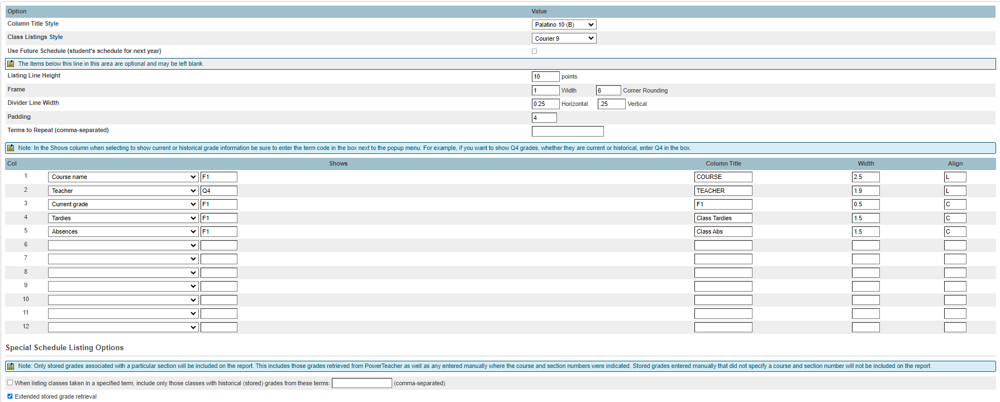 Option Value
Column Title Style Palatino 10 (B)
Class Listings Style Courier 9
Use Future Schedule (student's schedule for next year)
The items below this line in this area are optional and may be left blank.
Listing Line Height 10 points
Frame 1 Width 6 Corner Rounding
Divider Line Width 0.25 Horizontal .25 Vertical
Padding 4
Terms to Repeat (comma-separated)
Note: In the Shows column when selecting to show current or historical grade information be sure to enter the term code in the box next to the popup menu. For example, if you want to show Q4 grades, whether they are current or historical, enter Q4 in the box.
Col Shows Column Title Width Align
1 Course name F1 COURSE 2.5 L
2 Teacher Q4 TEACHER 1.9 L
3 Current grade F1 F1 0.5 C
4 Tardies F1 Class Tardies 1.5 C
5 Absences F1 Class Abs 1.5 C
6
7
8
9
10
11
12
Special Schedule Listing Options
Note: Only stored grades associated with a particular section will be included on the report. This includes those grades retrieved from PowerTeacher as well as any entered manually where the course and section numbers were indicated. Stored grades entered manually that did not specify a course and section number will not be included on the report.
When listing classes taken in a specified term, include only those classes with historical (stored) grades from these terms: (comma-separated).
Extended stored grade retrieval